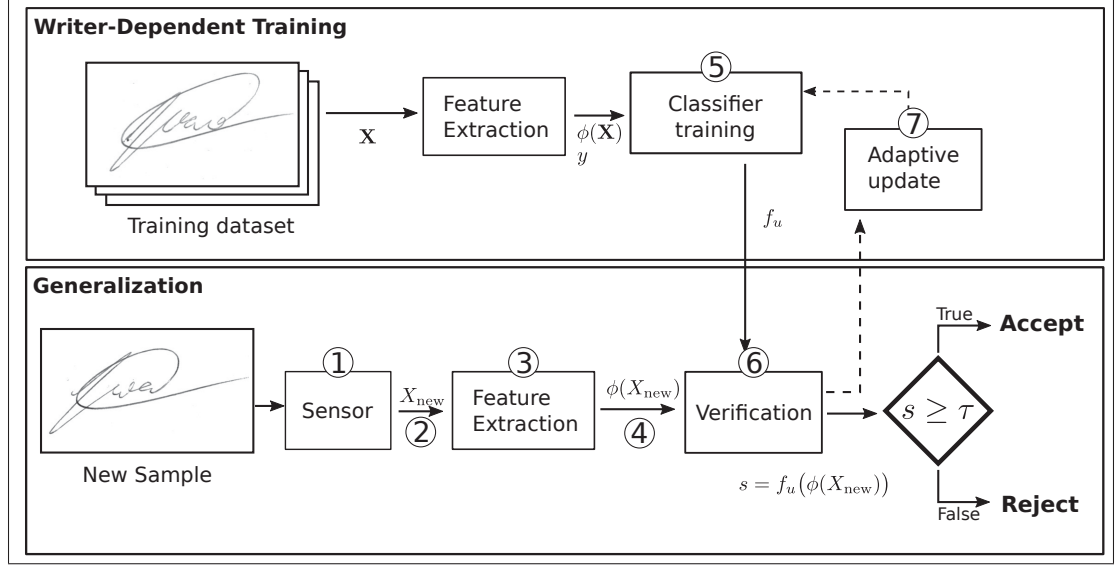 Writer-Dependent Training
5
Feature
Extraction
Classifier
training
7
X
ϕ(X)
y
Adaptive
update
Training dataset
f_u
Generalization
1
3
6
True
Accept
Sensor
X_new
Feature
Extraction
ϕ(X_new)
Verification
s ≥ τ
2
4
New Sample
s = f_u(ϕ(X_new))
False
Reject